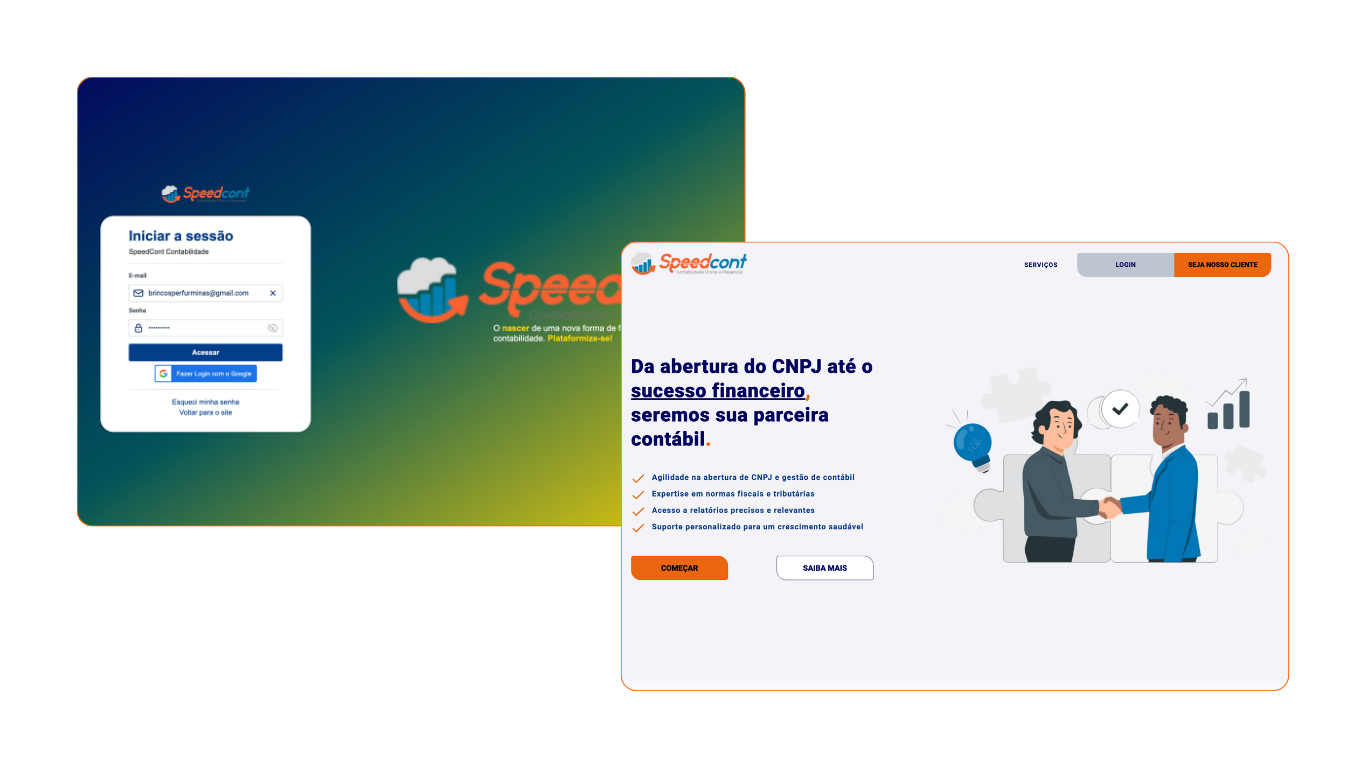 Speedcont
Iniciar a sessão
SpeedCont Contabilidade
E-mail
brincosperfurminas@gmail.com
Senha
Acessar
Fazer Login com o Google
Esqueci minha senha
Voltar para o site
Speed
O nascer de uma nova forma de f
contabilidade. Plataformize-se!
Speedcont
Contabilidade Online e Presencial
SERVIÇOS
LOGIN
SEJA NOSSO CLIENTE
Da abertura do CNPJ até o
sucesso financeiro,
seremos sua parceira
contábil.
Agilidade na abertura de CNPJ e gestão de contábil
Expertise em normas fiscais e tributárias
Acesso a relatórios precisos e relevantes
Suporte personalizado para um crescimento saudável
COMEÇAR
SAIBA MAIS